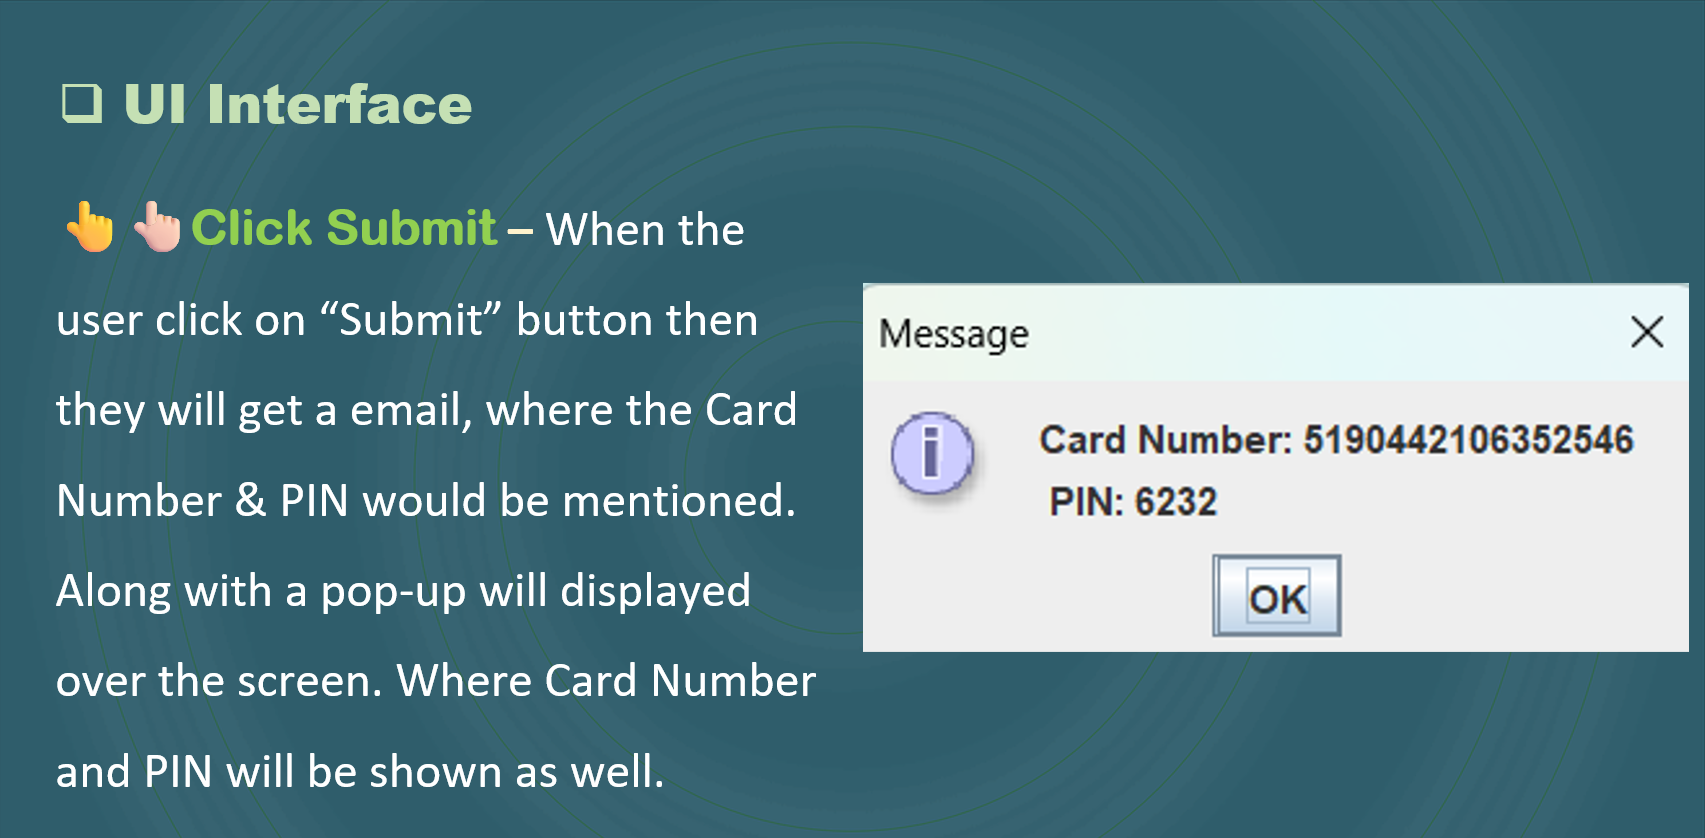 ❑ UI Interface
👆 👆🏻 Click Submit – When the
user click on “Submit” button then
they will get a email, where the Card
Number & PIN would be mentioned.
Along with a pop-up will displayed
over the screen. Where Card Number
and PIN will be shown as well.
Message
Card Number: 5190442106352546
PIN: 6232
OK